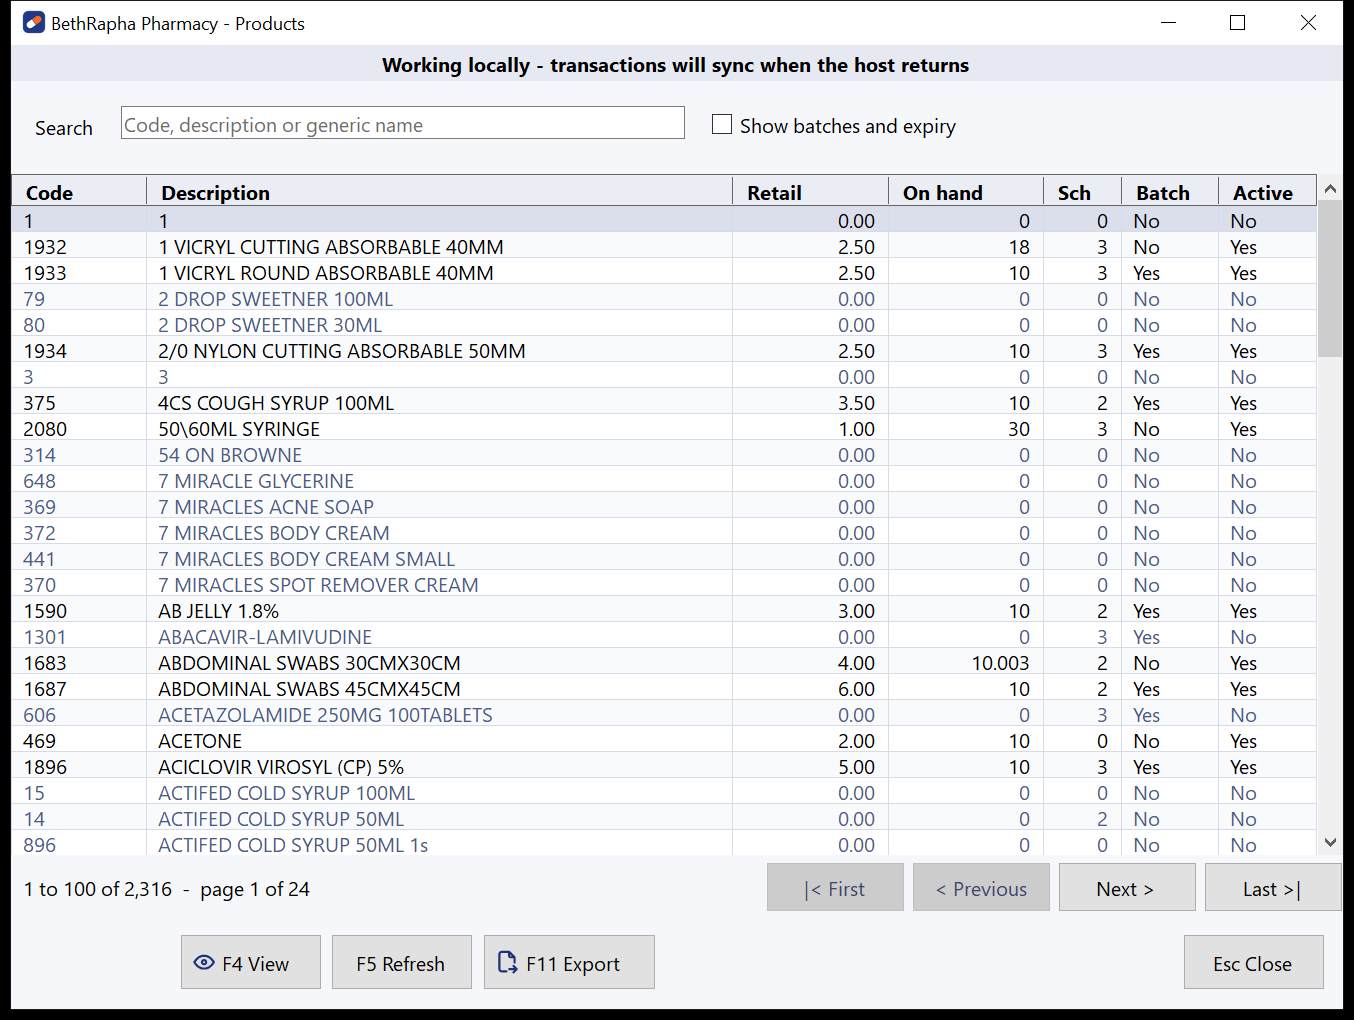 BethRapha Pharmacy - Products
Working locally - transactions will sync when the host returns
Search Code, description or generic name Show batches and expiry
Code Description Retail On hand Sch Batch Active
1 1 0.00 0 0 No No
1932 1 VICRYL CUTTING ABSORBABLE 40MM 2.50 18 3 No Yes
1933 1 VICRYL ROUND ABSORBABLE 40MM 2.50 10 3 Yes Yes
79 2 DROP SWEETNER 100ML 0.00 0 0 No No
80 2 DROP SWEETNER 30ML 0.00 0 0 No No
1934 2/0 NYLON CUTTING ABSORBABLE 50MM 2.50 10 3 Yes Yes
3 3 0.00 0 0 No No
375 4CS COUGH SYRUP 100ML 3.50 10 2 Yes Yes
2080 50\60ML SYRINGE 1.00 30 3 No Yes
314 54 ON BROWNE 0.00 0 0 No No
648 7 MIRACLE GLYCERINE 0.00 0 0 No No
369 7 MIRACLES ACNE SOAP 0.00 0 0 No No
372 7 MIRACLES BODY CREAM 0.00 0 0 No No
441 7 MIRACLES BODY CREAM SMALL 0.00 0 0 No No
370 7 MIRACLES SPOT REMOVER CREAM 0.00 0 0 No No
1590 AB JELLY 1.8% 3.00 10 2 Yes Yes
1301 ABACAVIR-LAMIVUDINE 0.00 0 3 Yes No
1683 ABDOMINAL SWABS 30CMX30CM 4.00 10.003 2 No Yes
1687 ABDOMINAL SWABS 45CMX45CM 6.00 10 2 Yes Yes
606 ACETAZOLAMIDE 250MG 100TABLETS 0.00 0 3 Yes No
469 ACETONE 2.00 10 0 No Yes
1896 ACICLOVIR VIROSYL (CP) 5% 5.00 10 3 Yes Yes
15 ACTIFED COLD SYRUP 100ML 0.00 0 0 No No
14 ACTIFED COLD SYRUP 50ML 0.00 0 2 No No
896 ACTIFED COLD SYRUP 50ML 1s 0.00 0 0 No No
1 to 100 of 2,316 - page 1 of 24 |< First < Previous Next > Last >|
F4 View F5 Refresh F11 Export Esc Close